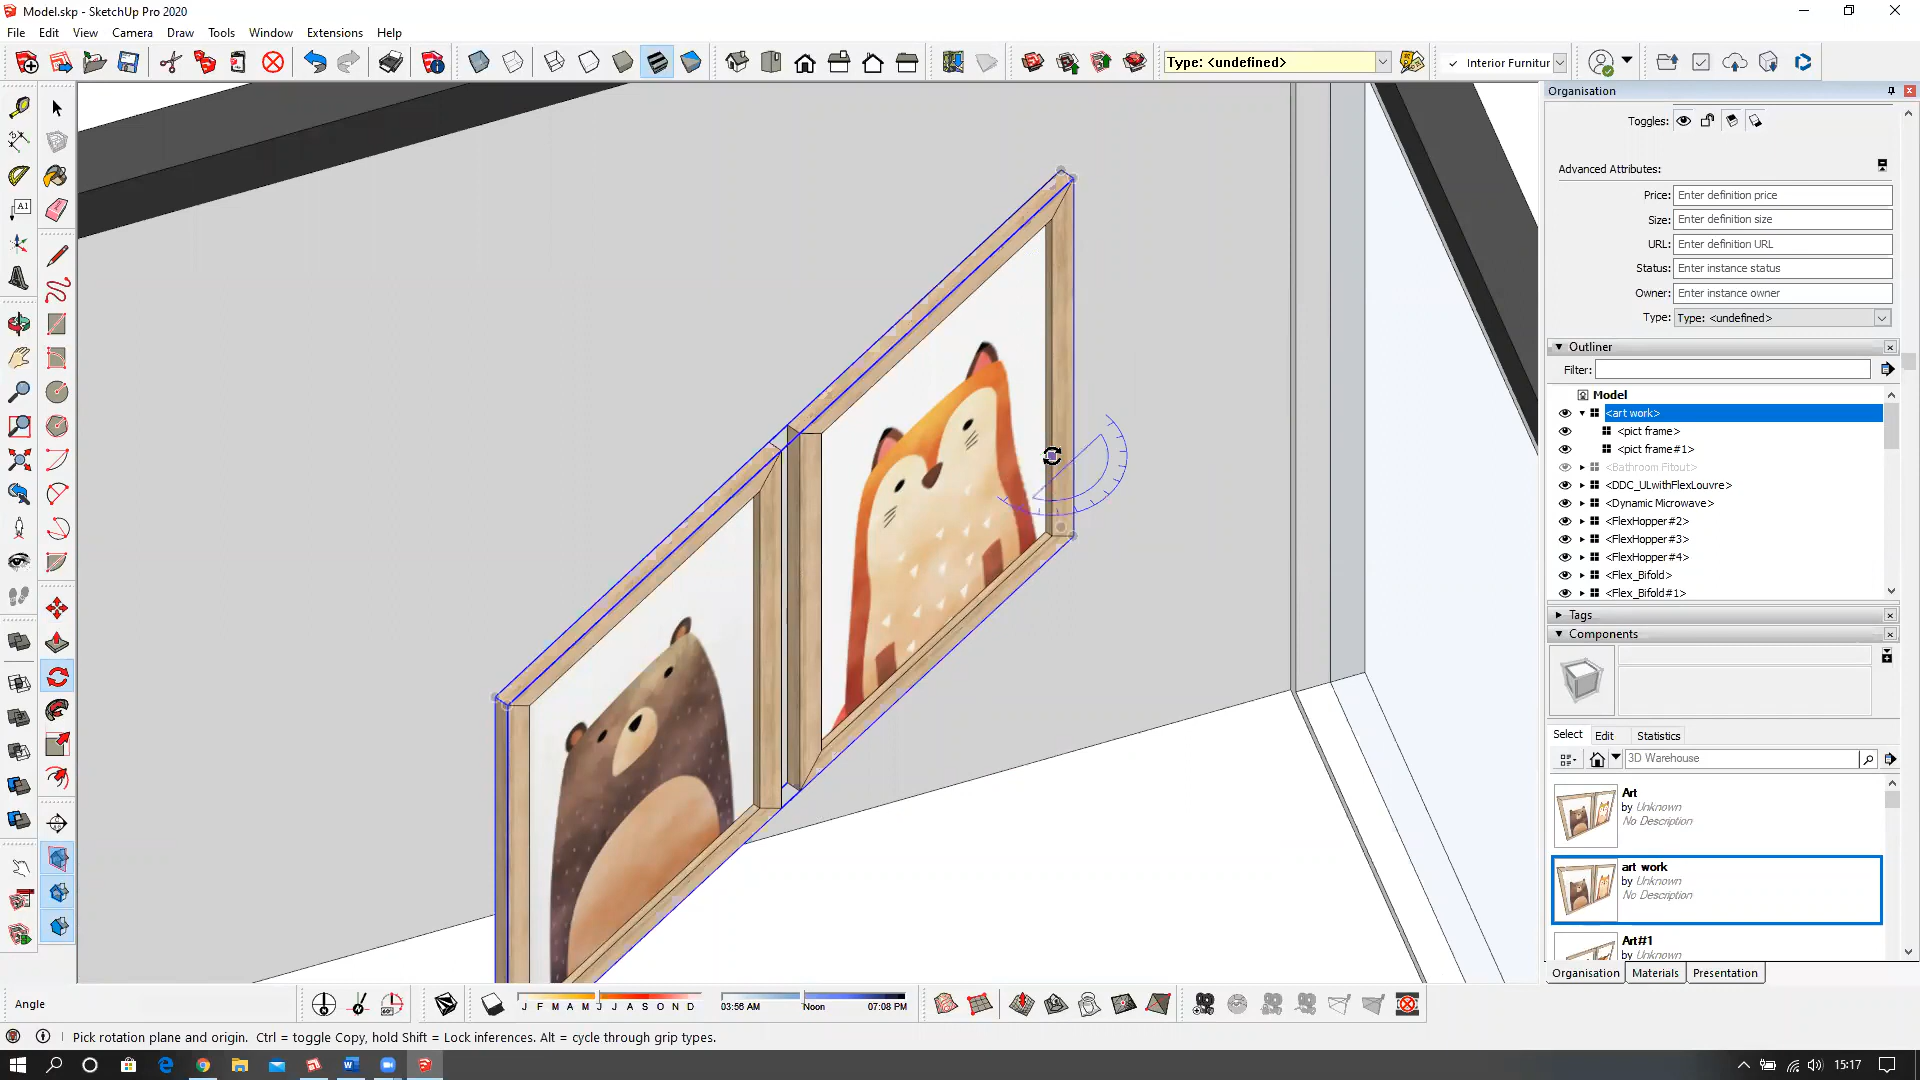 Model.skp - SketchUp Pro 2020
File Edit View Camera Draw Tools Window Extensions Help
Type: <undefined>
✓ Interior Furnitur
A1
Organisation
Toggles:
Advanced Attributes:
Price: Enter definition price
Size: Enter definition size
URL: Enter definition URL
Status: Enter instance status
Owner: Enter instance owner
Type: Type: <undefined>
Outliner
Filter:
Model
<art work>
<pict frame>
<pict frame#1>
<Bathroom Fitout>
<DDC_ULwithFlexLouvre>
<Dynamic Microwave>
<FlexHopper#2>
<FlexHopper#3>
<FlexHopper#4>
<Flex_Bifold>
<Flex_Bifold#1>
Tags
Components
Select Edit Statistics
3D Warehouse
Art
by Unknown
No Description
art work
by Unknown
No Description
Art#1
by Unknown
Organisation Materials Presentation
Angle
J F M A M J J A S O N D
03:56 AM Noon 07:08 PM
Pick rotation plane and origin. Ctrl = toggle Copy, hold Shift = Lock inferences. Alt = cycle through grip types.
15:17